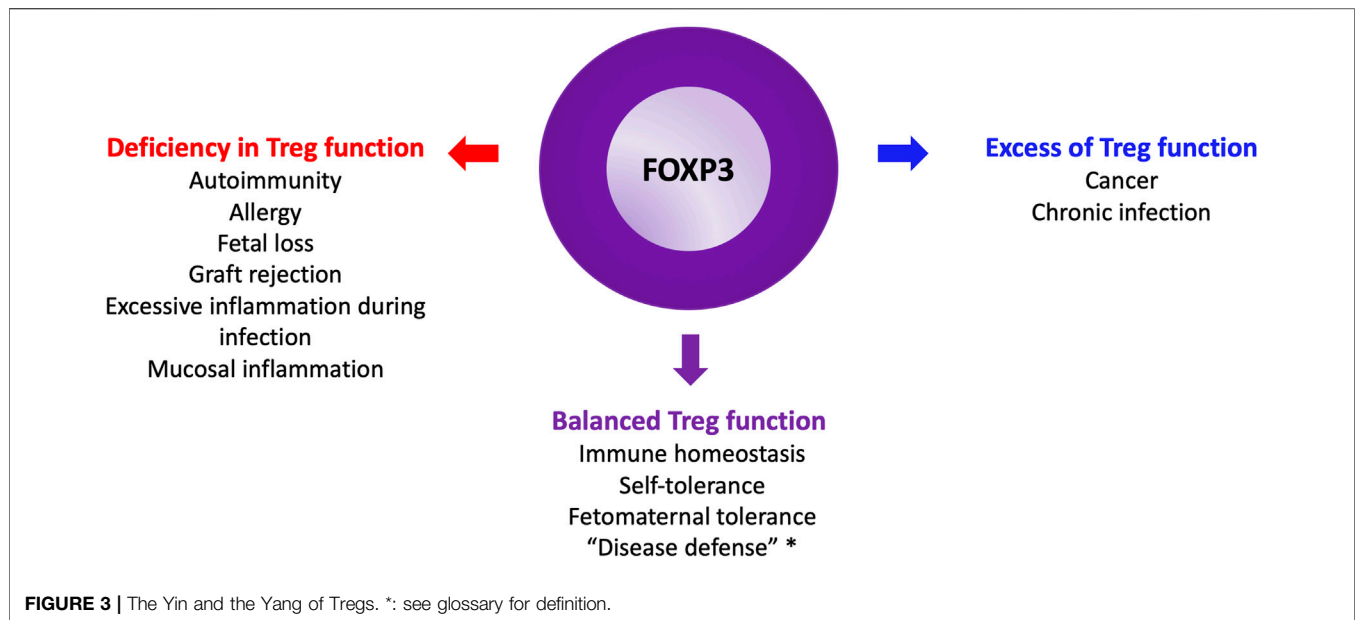 FOXP3
Deficiency in Treg function
Autoimmunity
Allergy
Fetal loss
Graft rejection
Excessive inflammation during
infection
Mucosal inflammation
Excess of Treg function
Cancer
Chronic infection
Balanced Treg function
Immune homeostasis
Self-tolerance
Fetomaternal tolerance
“Disease defense” *
FIGURE 3 | The Yin and the Yang of Tregs. *: see glossary for definition.